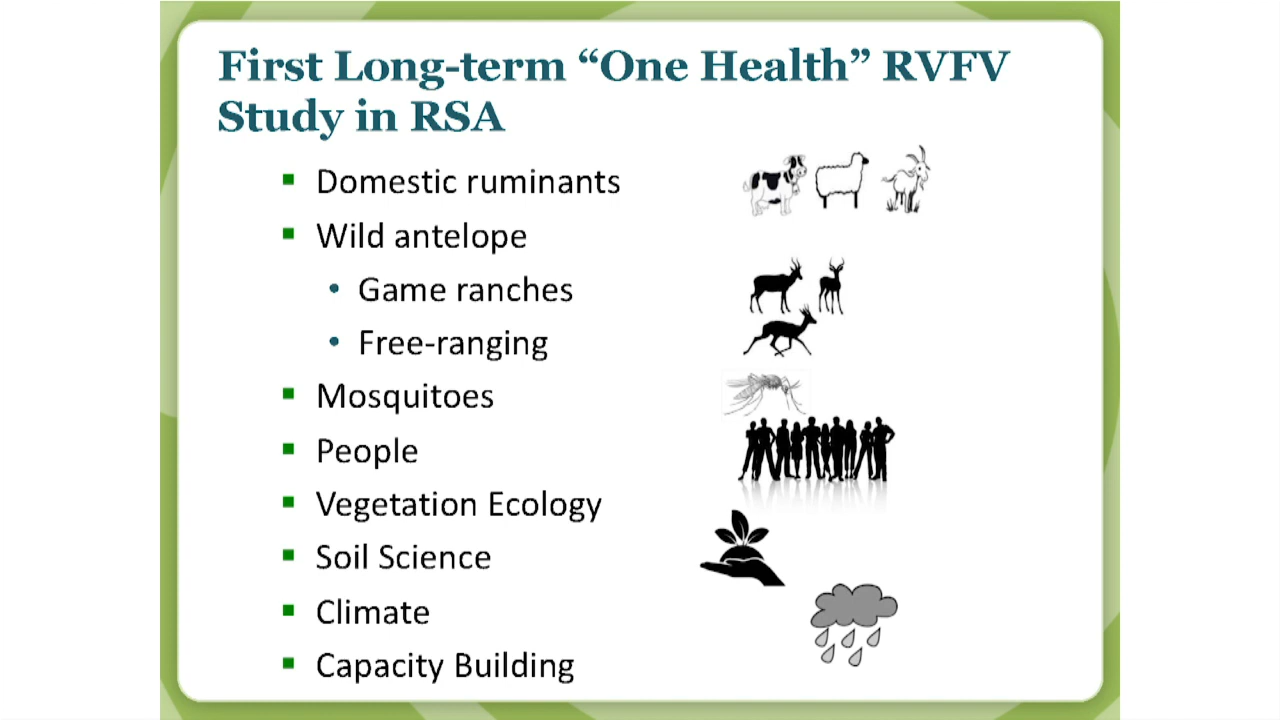 First Long-term “One Health” RVFV
Study in RSA
Domestic ruminants
Wild antelope
Game ranches
Free-ranging
Mosquitoes
People
Vegetation Ecology
Soil Science
Climate
Capacity Building